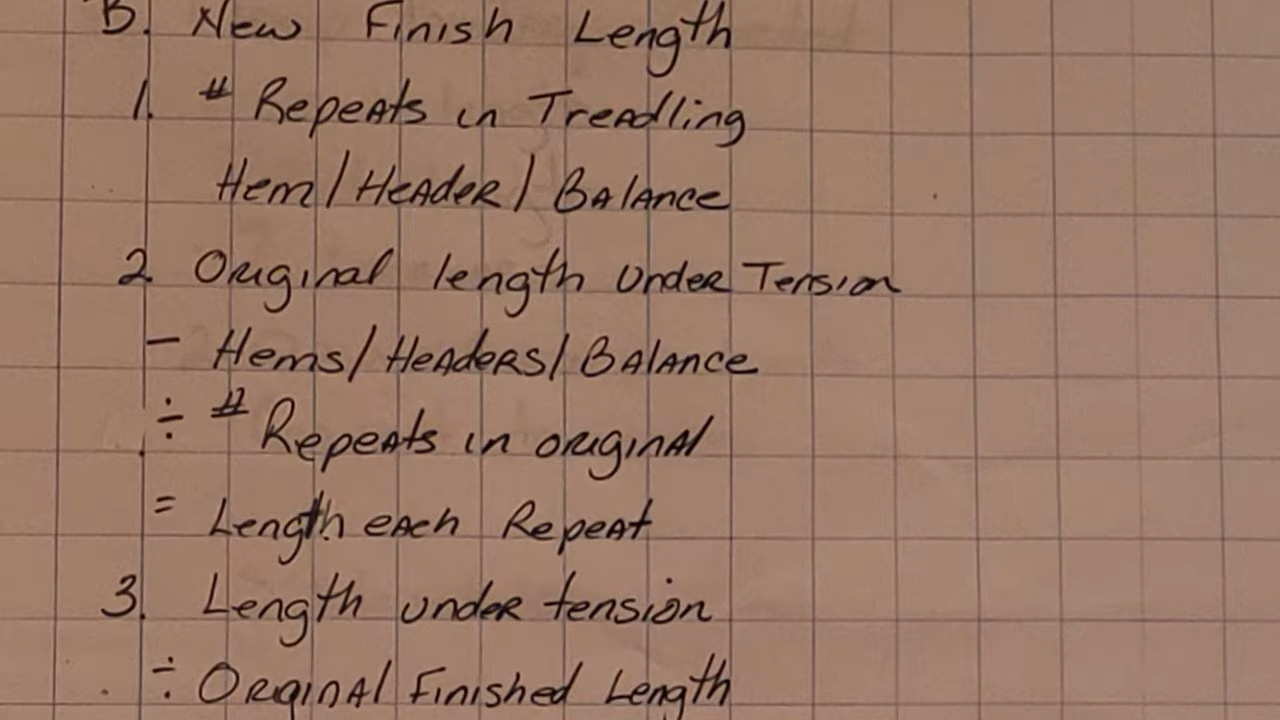 B. New Finish Length
1. # Repeats in Treadling
Hem/Header/Balance
2 Original length Under Tension
- Hems/Headers/Balance
÷ # Repeats in original
= Length each Repeat
3. Length under tension
÷ Orginal Finished Length